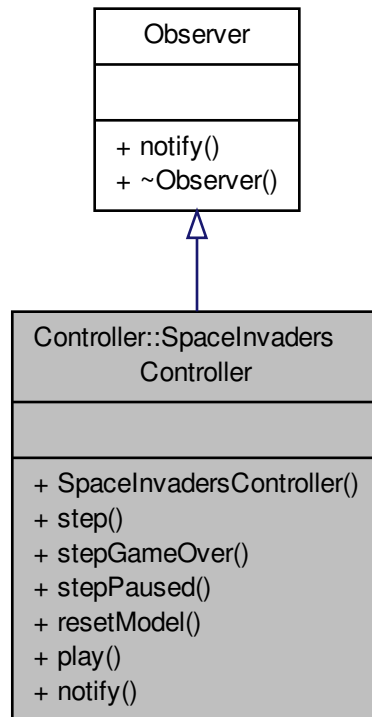 Observer
+ notify()
+ ~Observer()
Controller::SpaceInvaders
Controller
+ SpaceInvadersController()
+ step()
+ stepGameOver()
+ stepPaused()
+ resetModel()
+ play()
+ notify()